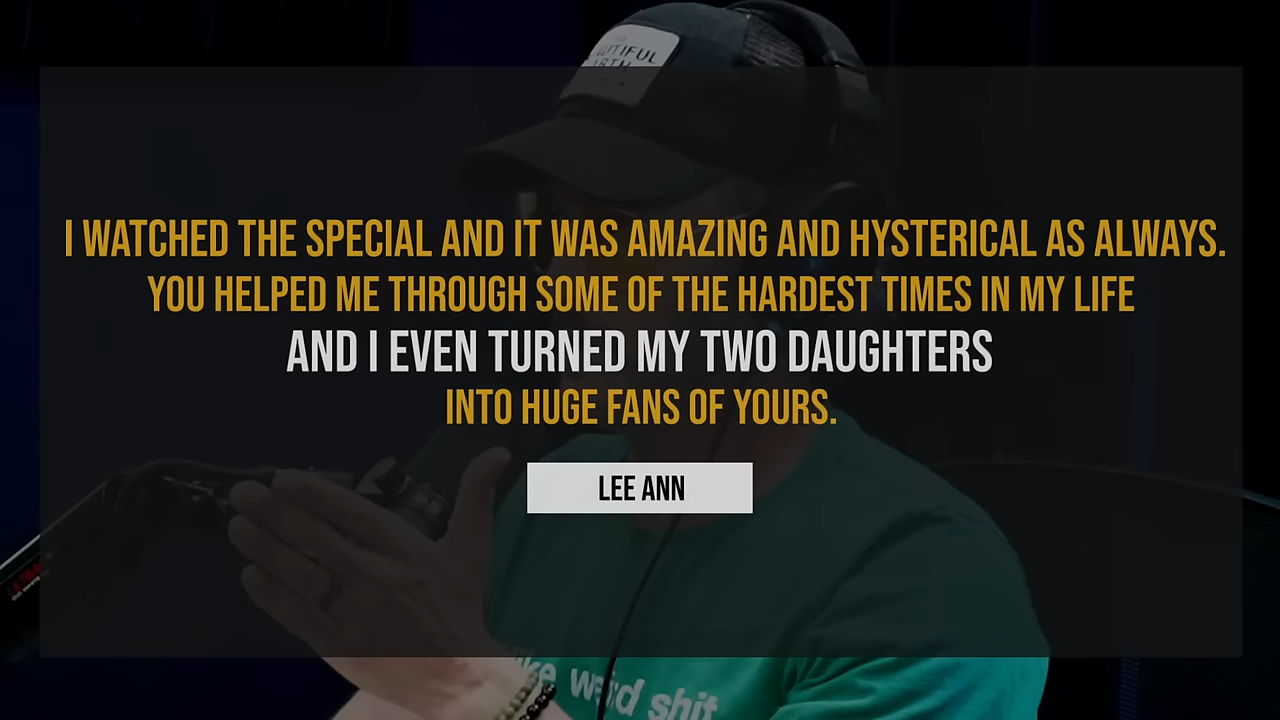 I WATCHED THE SPECIAL AND IT WAS AMAZING AND HYSTERICAL AS ALWAYS.
YOU HELPED ME THROUGH SOME OF THE HARDEST TIMES IN MY LIFE
AND I EVEN TURNED MY TWO DAUGHTERS
INTO HUGE FANS OF YOURS.
LEE ANN
shit